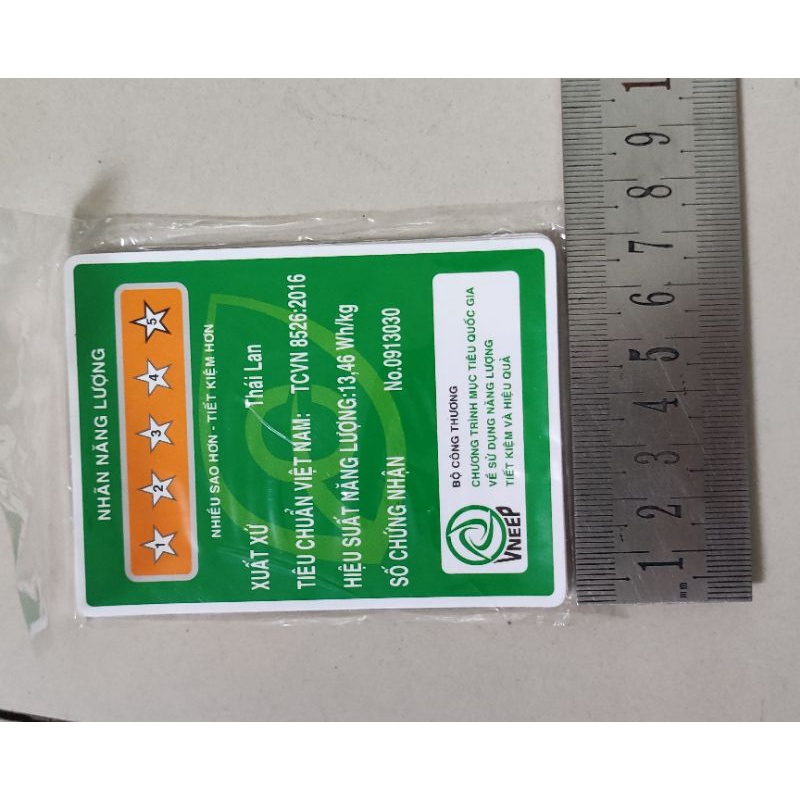 NHÃN NĂNG LƯỢNG
1 2 3 4 5
NHIỀU SAO HƠN - TIẾT KIỆM HƠN
XUẤT XỨ Thái Lan
TIÊU CHUẨN VIỆT NAM: TCVN 8526:2016
HIỆU SUẤT NĂNG LƯỢNG:13,46 Wh/kg
SỐ CHỨNG NHẬN No.0913030
BỘ CÔNG THƯƠNG
CHƯƠNG TRÌNH MỤC TIÊU QUỐC GIA
VỀ SỬ DỤNG NĂNG LƯỢNG
TIẾT KIỆM VÀ HIỆU QUẢ
VNEEP
mm 1 2 3 4 5 6 7 8 9 1